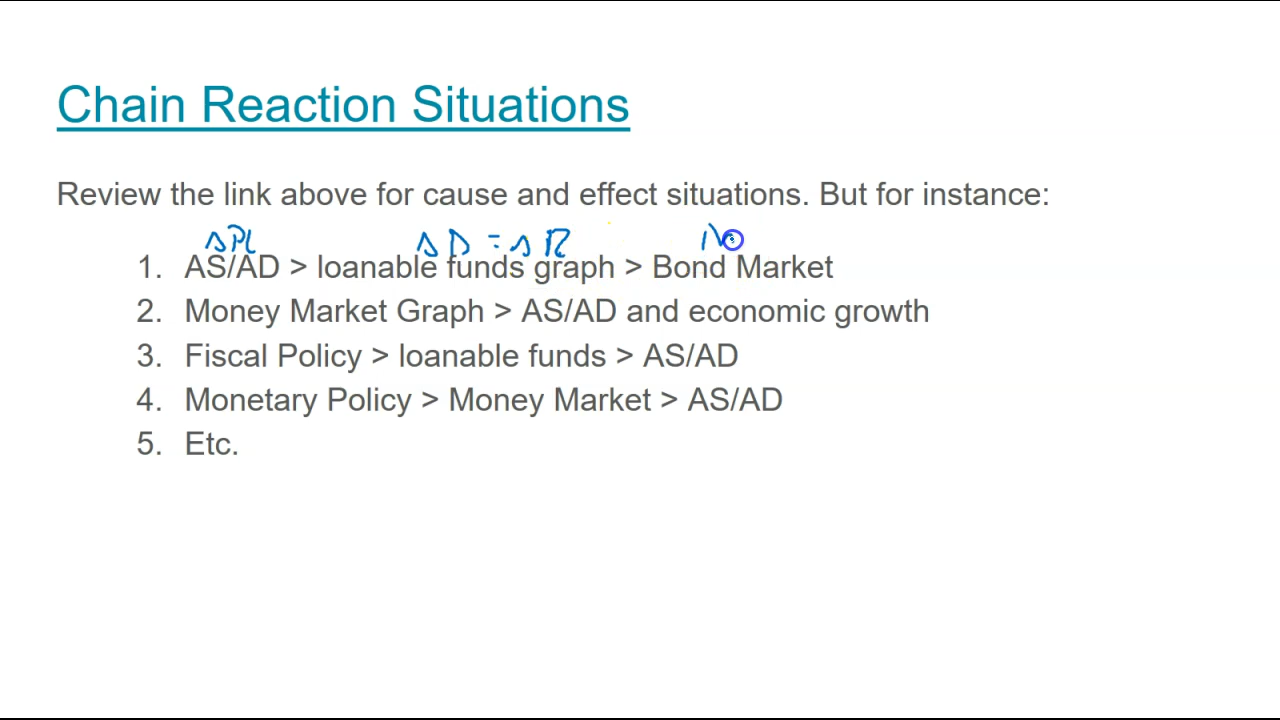 Chain Reaction Situations
Review the link above for cause and effect situations. But for instance:
Δ PL Δ D = Δ R
1. AS/AD > loanable funds graph > Bond Market
2. Money Market Graph > AS/AD and economic growth
3. Fiscal Policy > loanable funds > AS/AD
4. Monetary Policy > Money Market > AS/AD
5. Etc.